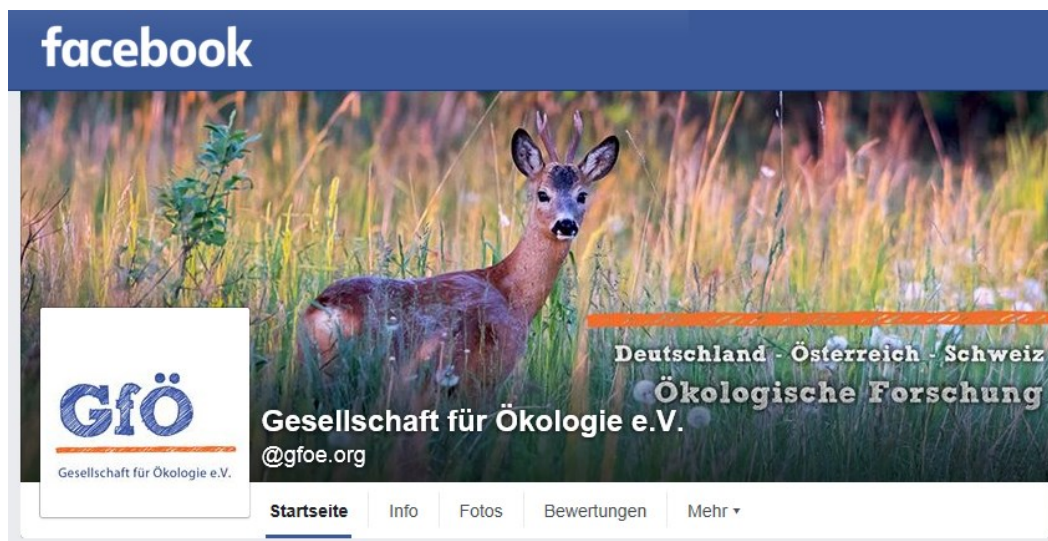 facebook
Deutschland - Österreich - Schweiz
Ökologische Forschung
GfÖ
Gesellschaft für Ökologie e.V.
Gesellschaft für Ökologie e.V.
@gfoe.org
Startseite Info Fotos Bewertungen Mehr